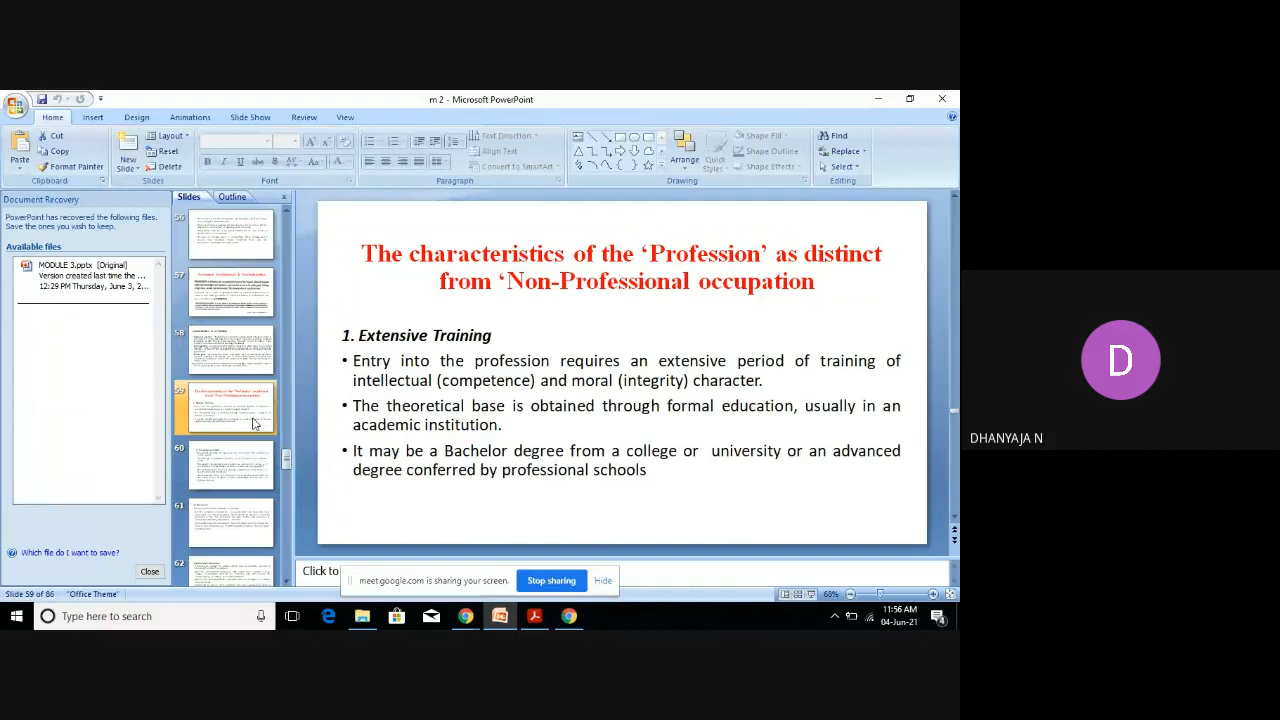 m 2 - Microsoft PowerPoint
Home Insert Design Animations Slide Show Review View
Paste
Cut
Copy
Format Painter
Clipboard
New
Slide
Layout
Reset
Delete
Slides
Font
Text Direction
Align Text
Convert to SmartArt
Paragraph
Arrange
Quick
Styles
Shape Fill
Shape Outline
Shape Effects
Drawing
Find
Replace
Select
Editing
Document Recovery
PowerPoint has recovered the following files.
Save the ones you wish to keep.
Available files
MODULE 3.pptx [Original]
Version created last time the ...
12:29 PM Thursday, June 3, 2...
Which file do I want to save?
Close
Slides Outline
56
57
58
59
60
61
62
The characteristics of the ‘Profession’ as distinct
from ‘Non-Professional occupation
1. Extensive Training
• Entry into the profession requires an extensive period of training of
intellectual (competence) and moral (integrity) character.
• The theoretical base is obtained through formal education, usually in an
academic institution.
• It may be a Bachelor degree from a college or university or an advanced
degree conferred by professional schools
Click to
meet.google.com is sharing your screen.
Stop sharing
Hide
Slide 59 of 86
"Office Theme"
68%
Type here to search
11:56 AM
04-Jun-21
4
D
DHANYAJA N